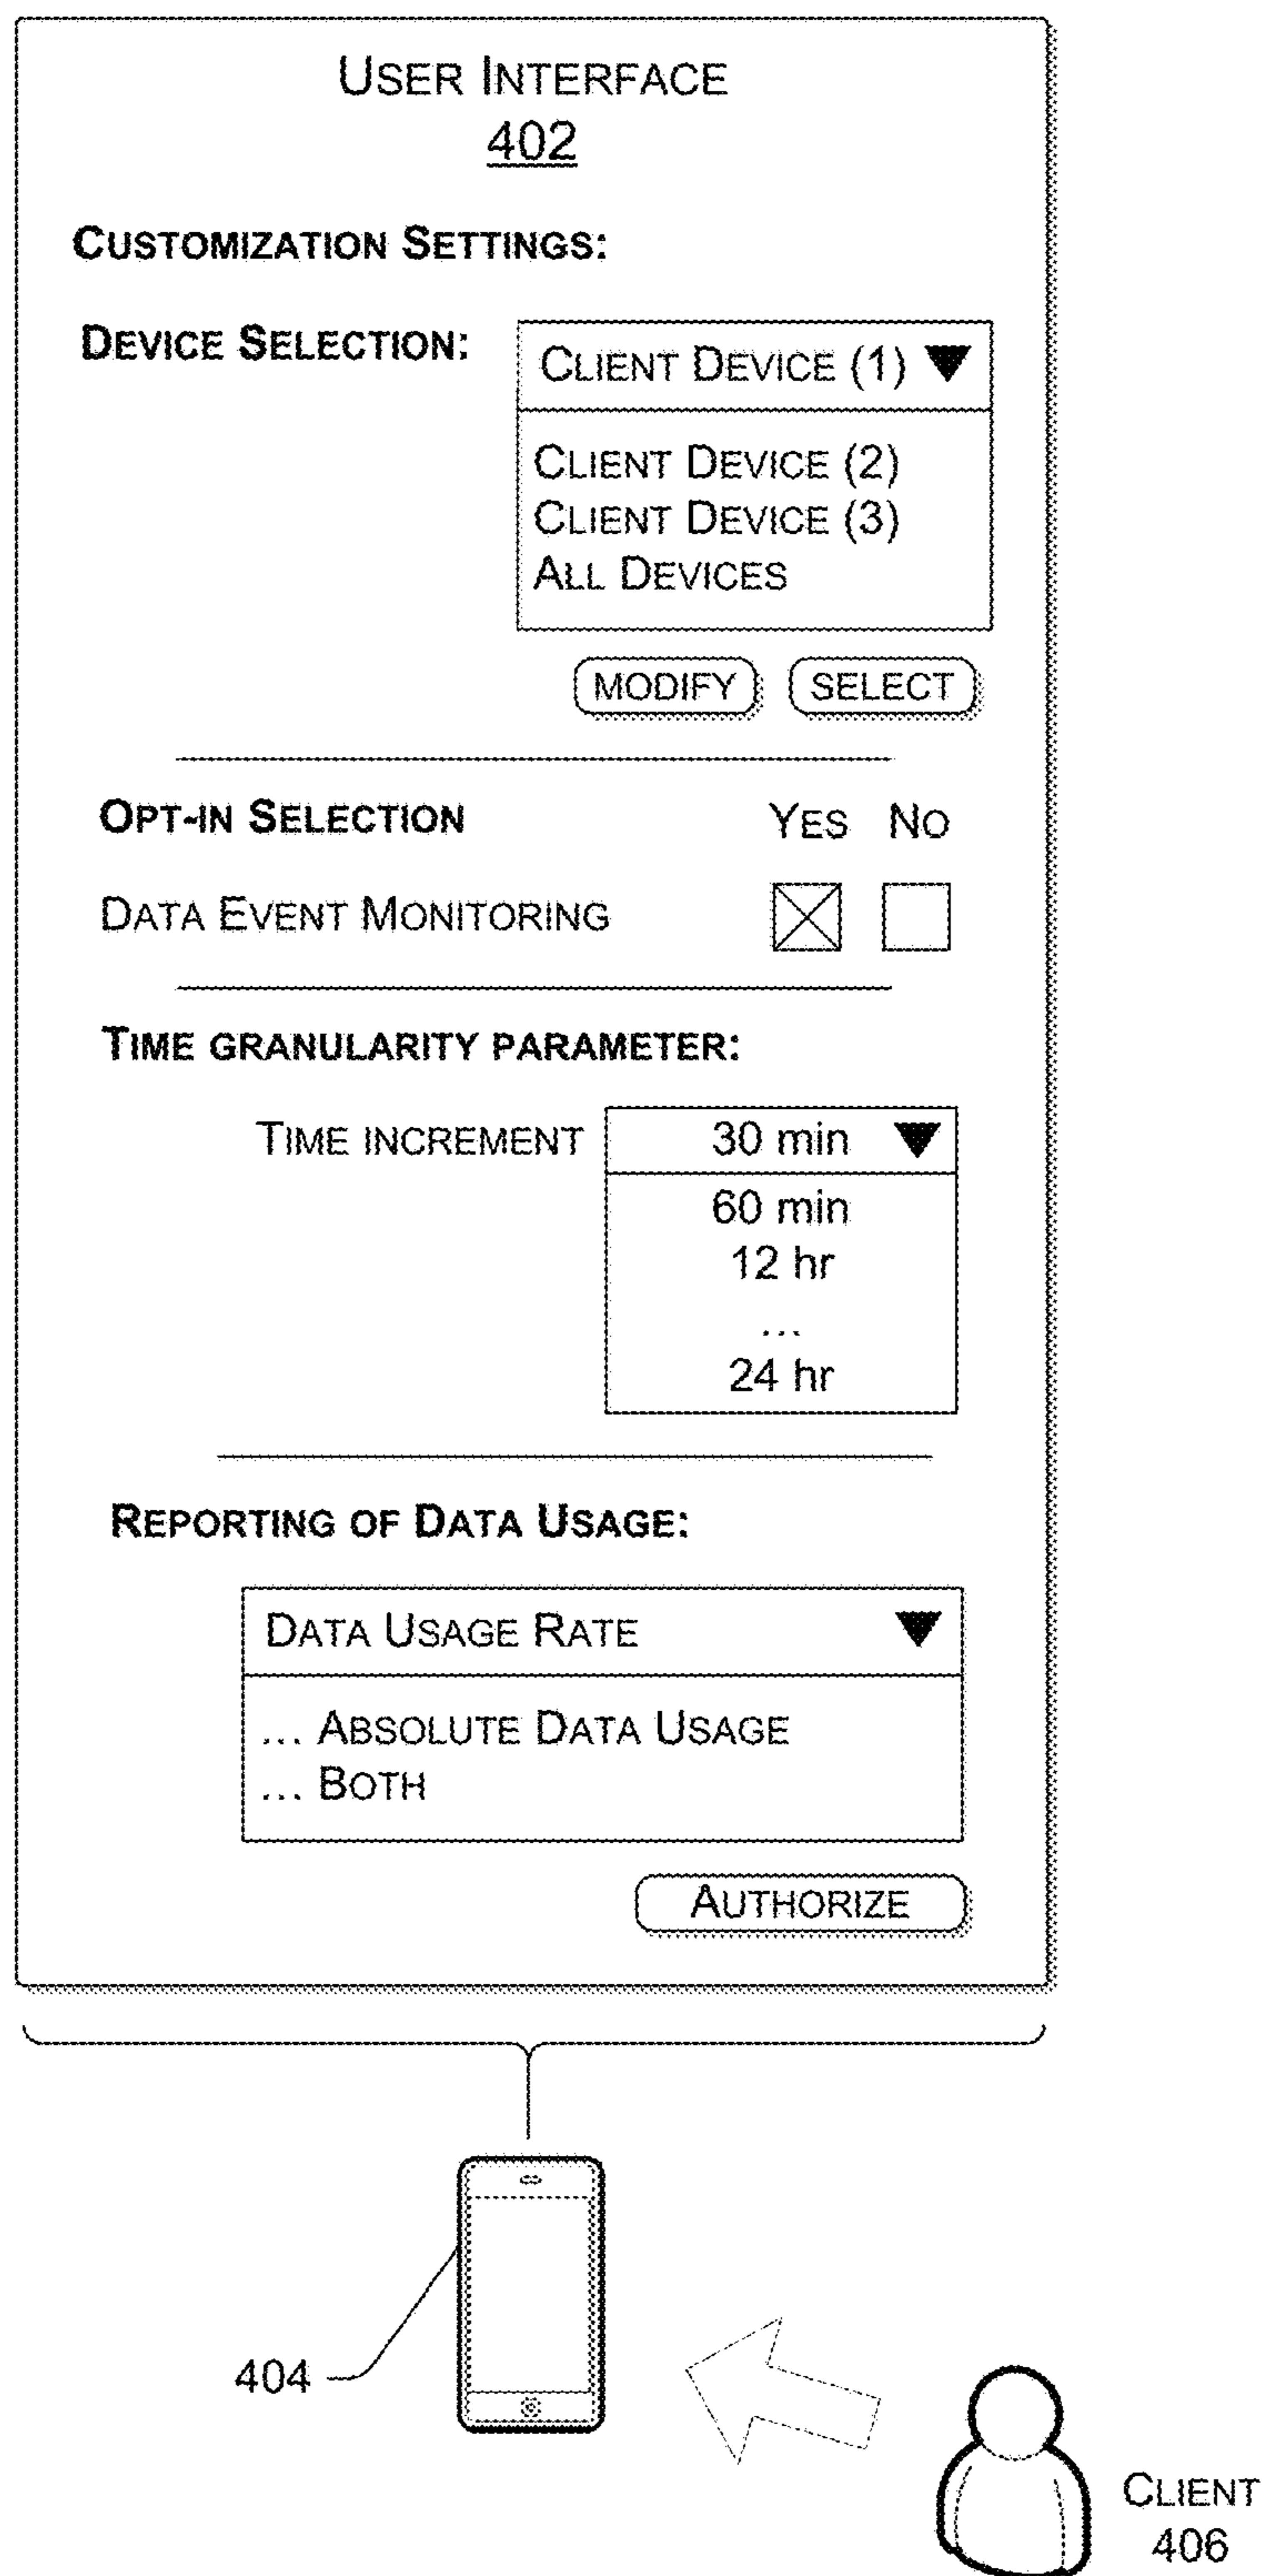 USER INTERFACE
402
CUSTOMIZATION SETTINGS:
DEVICE SELECTION:
CLIENT DEVICE (1)
CLIENT DEVICE (2)
CLIENT DEVICE (3)
ALL DEVICES
MODIFY SELECT
OPT-IN SELECTION YES NO
DATA EVENT MONITORING
TIME GRANULARITY PARAMETER:
TIME INCREMENT 30 min
60 min
12 hr
...
24 hr
REPORTING OF DATA USAGE:
DATA USAGE RATE
... ABSOLUTE DATA USAGE
... BOTH
AUTHORIZE
404
CLIENT
406